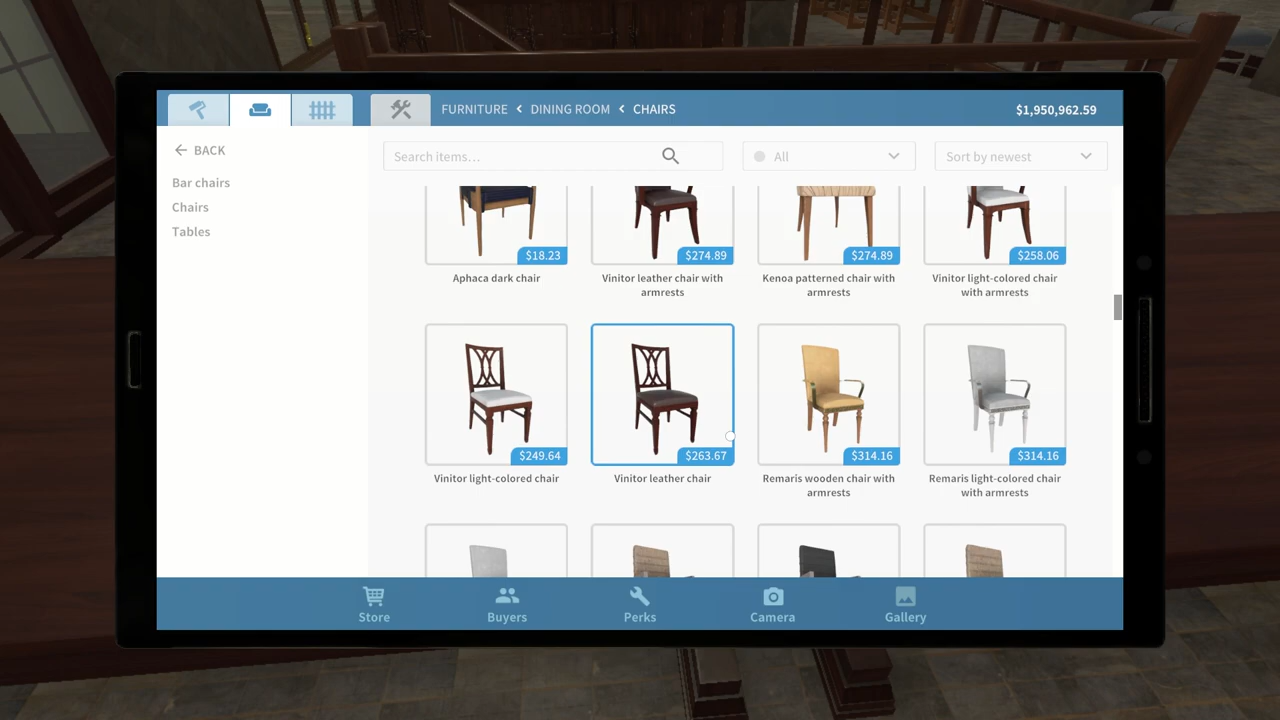 FURNITURE < DINING ROOM < CHAIRS
$1,950,962.59
BACK
Search items...
All
Sort by newest
Bar chairs
Chairs
Tables
$18.23
$274.89
$274.89
$258.06
Aphaca dark chair
Vinitor leather chair with
armrests
Kenoa patterned chair with
armrests
Vinitor light-colored chair
with armrests
$249.64
$263.67
$314.16
$314.16
Vinitor light-colored chair
Vinitor leather chair
Remaris wooden chair with
armrests
Remaris light-colored chair
with armrests
Store
Buyers
Perks
Camera
Gallery